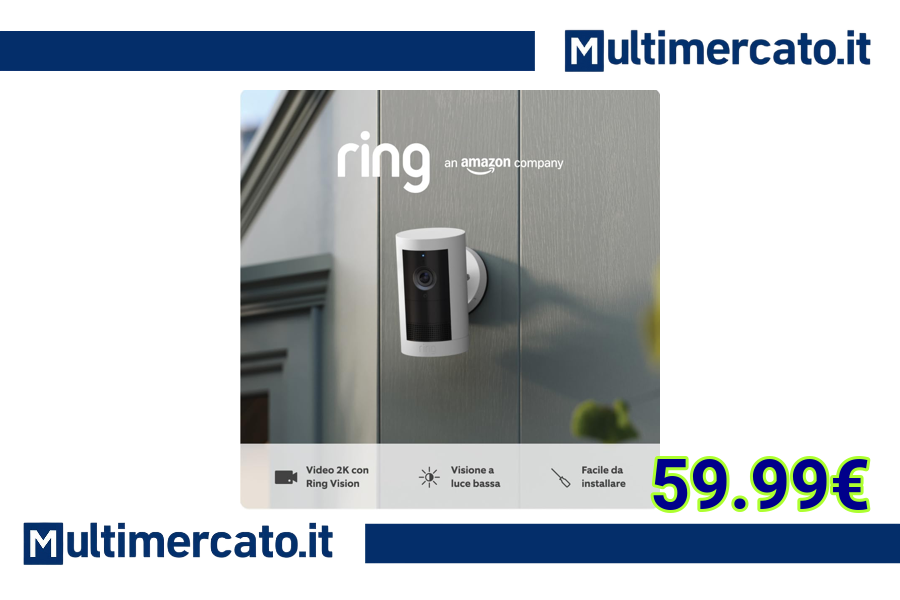 Multimercato.it
ring an amazon company
Video 2K con
Ring Vision
Visione a
luce bassa
Facile da
installare
59.99€
Multimercato.it